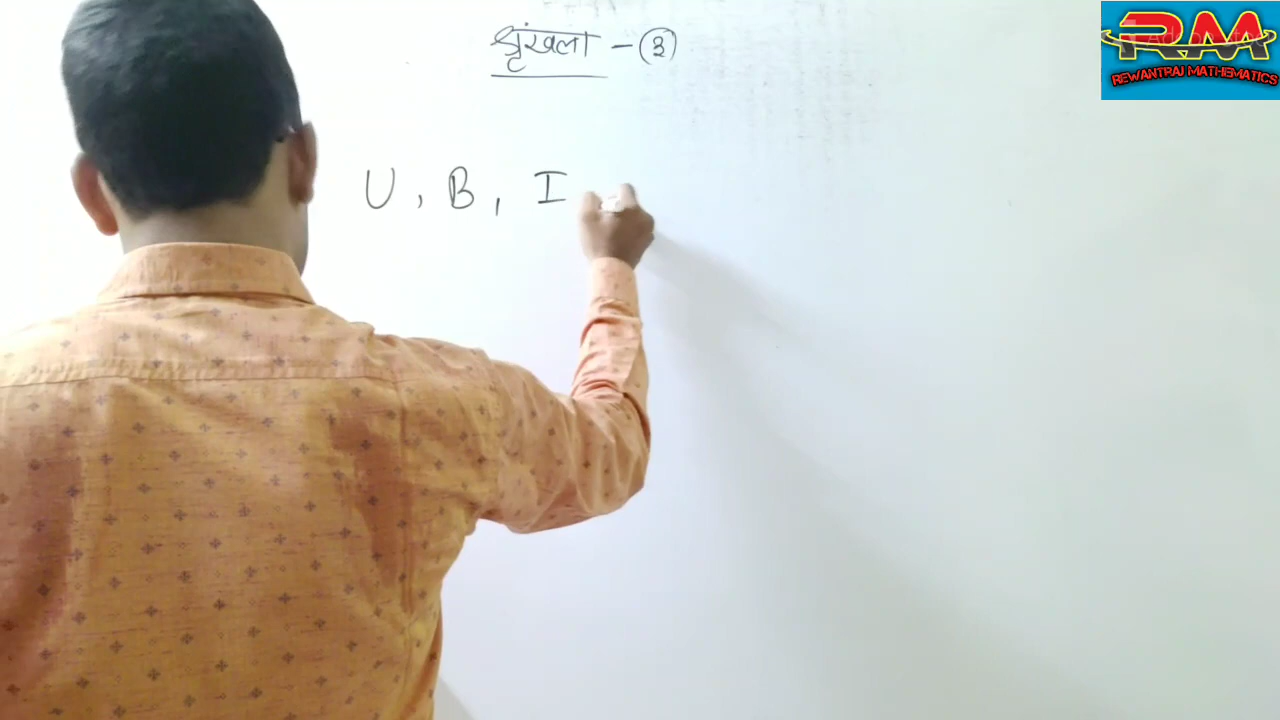 श्रृंखला - ③
U, B, I
RM
REWANTRAJ MATHEMATICS